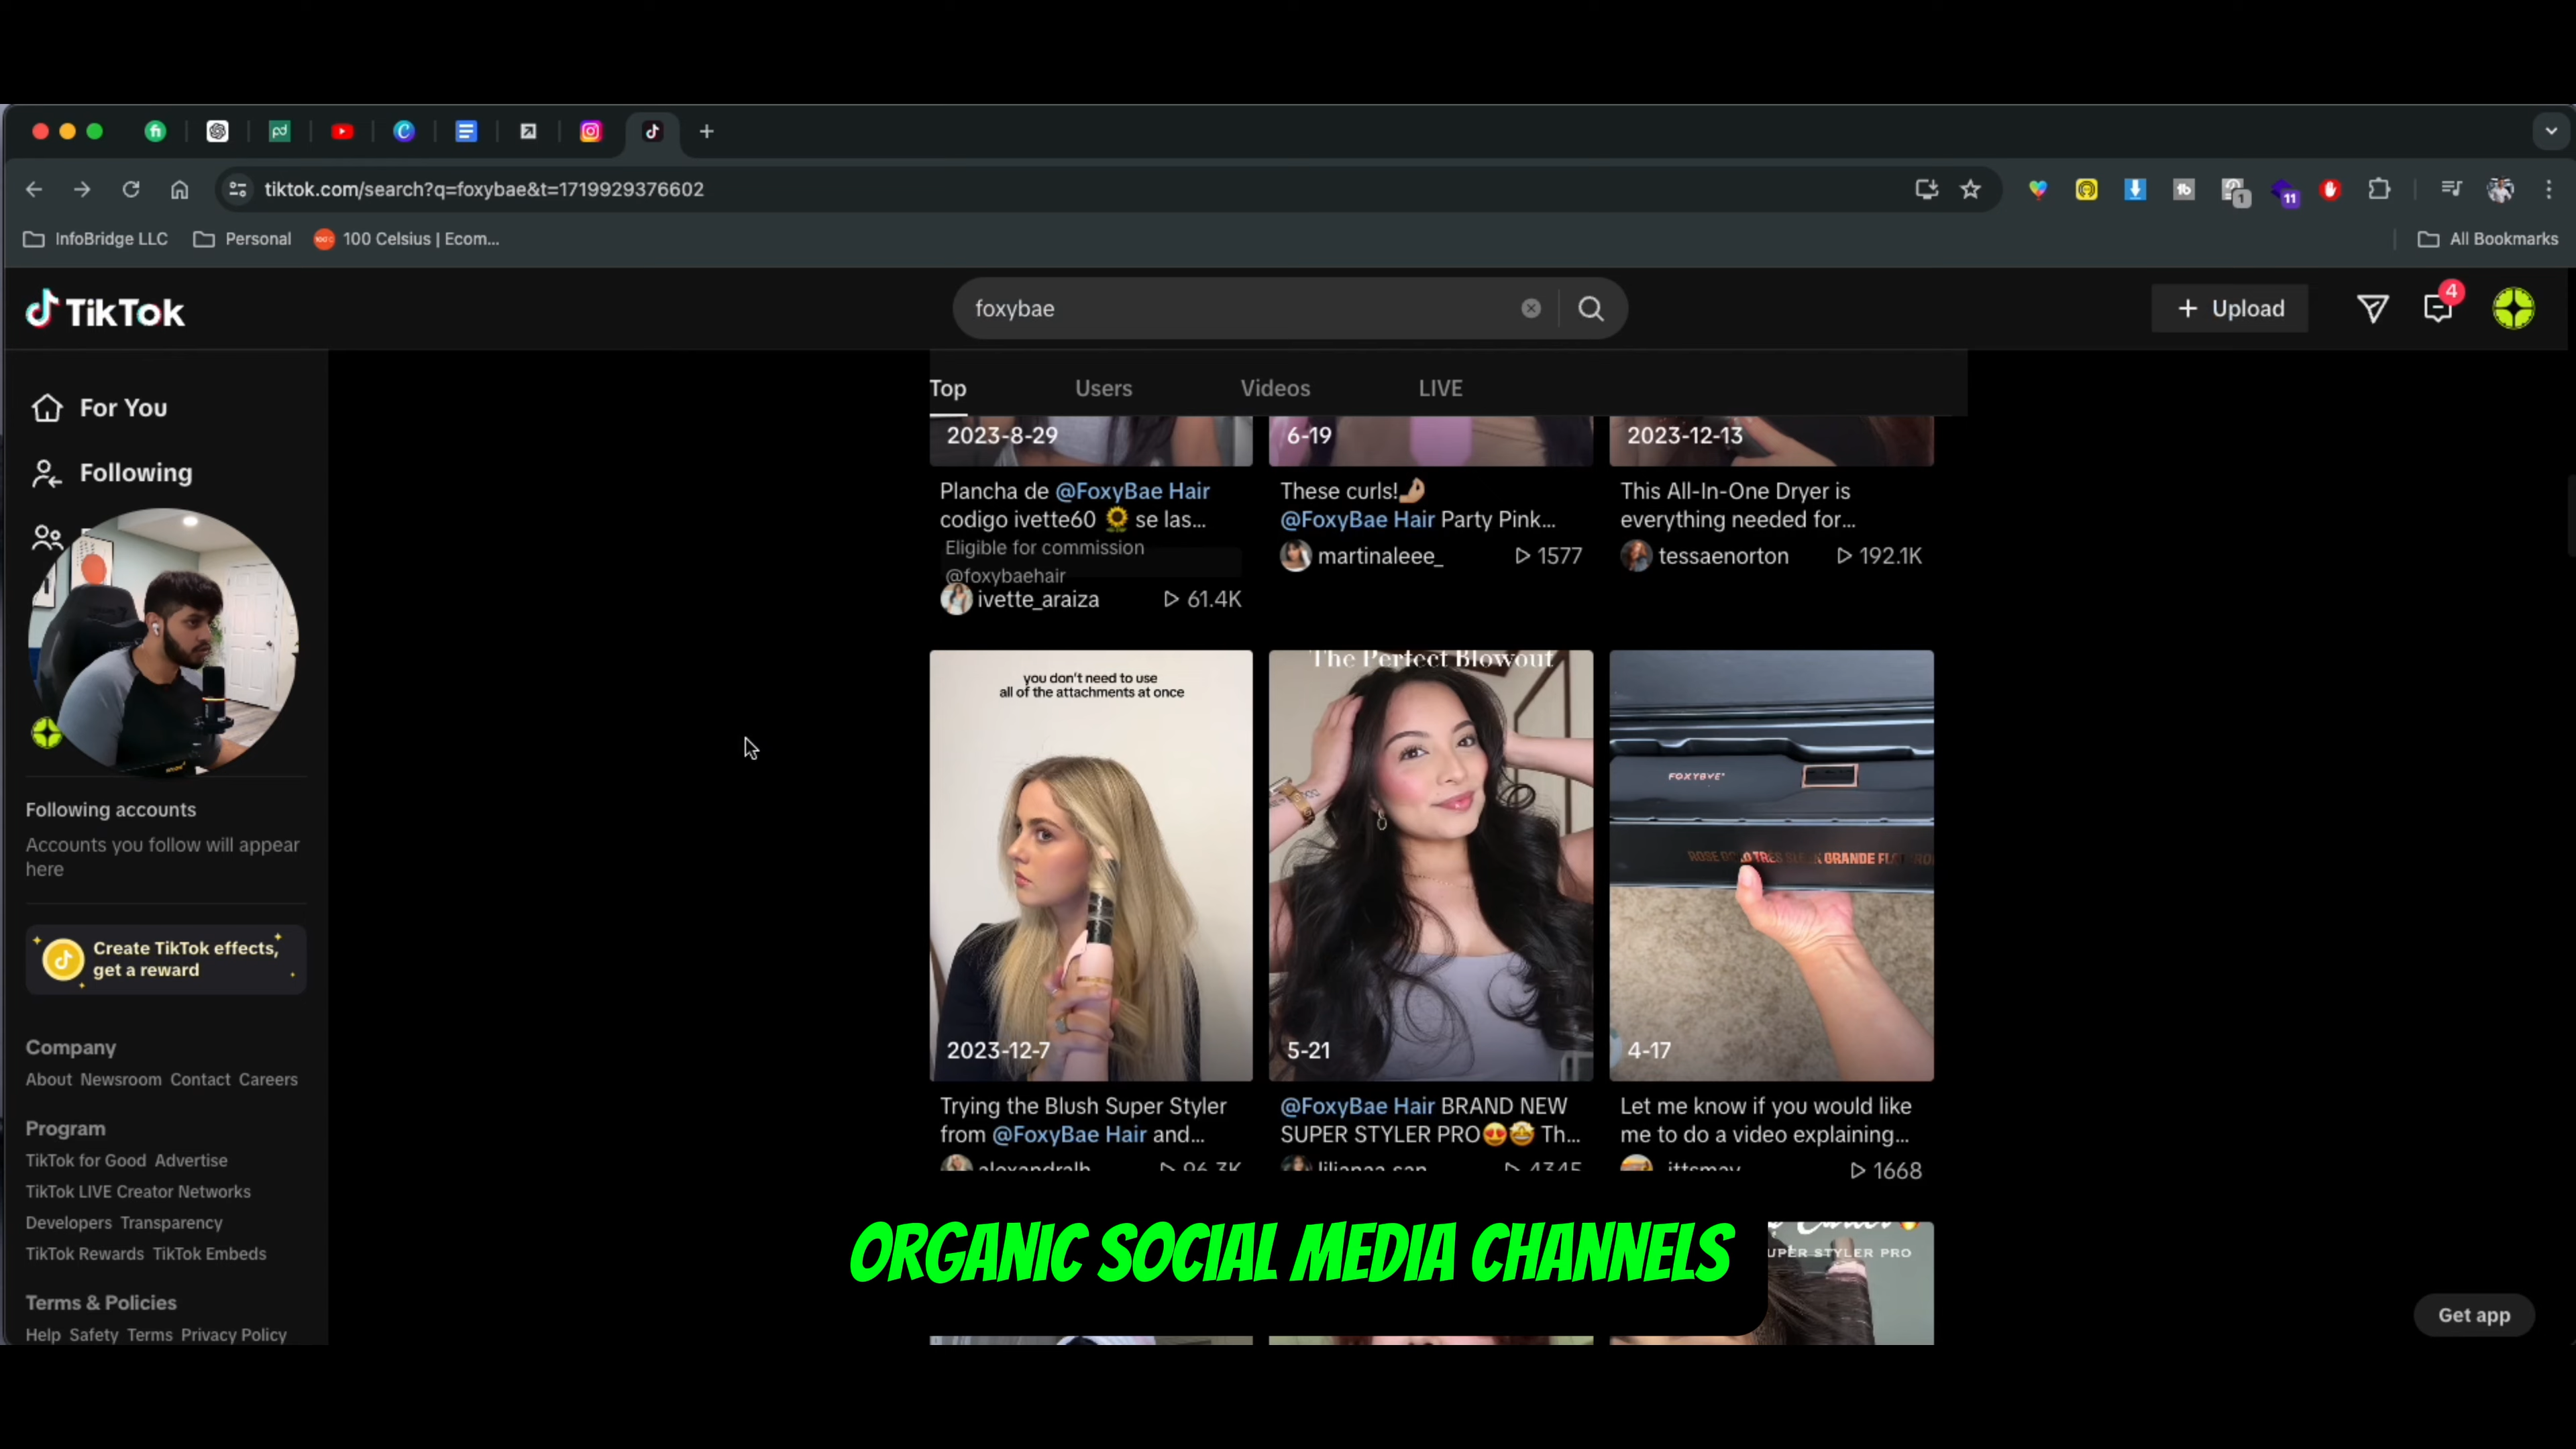 tiktok.com/search?q=foxybae&t=1719929376602
1
11
InfoBridge LLC
Personal
100 Celsius | Ecom...
All Bookmarks
TikTok
foxybae
Upload
4
For You
Following
Following accounts
Accounts you follow will appear
here
Create TikTok effects,
get a reward
Company
About Newsroom Contact Careers
Program
TikTok for Good Advertise
TikTok LIVE Creator Networks
Developers Transparency
TikTok Rewards TikTok Embeds
Terms & Policies
Help Safety Terms Privacy Policy
Top
Users
Videos
LIVE
2023-8-29
Plancha de @FoxyBae Hair
codigo ivette60 🌻 se las...
Eligible for commission
@foxybaehair
ivette_araiza
61.4K
6-19
These curls!🤌🏼
@FoxyBae Hair Party Pink...
martinaleee_
1577
2023-12-13
This All-In-One Dryer is
everything needed for...
tessaenorton
192.1K
you don't need to use
all of the attachments at once
2023-12-7
Trying the Blush Super Styler
from @FoxyBae Hair and...
96.3K
The Perfect Blowout
5-21
@FoxyBae Hair BRAND NEW
SUPER STYLER PRO😍🤩 Th...
4345
FOXYBAE
GRANDE
4-17
Let me know if you would like
me to do a video explaining...
1668
ORGANIC SOCIAL MEDIA CHANNELS
SUPER STYLER PRO
Get app